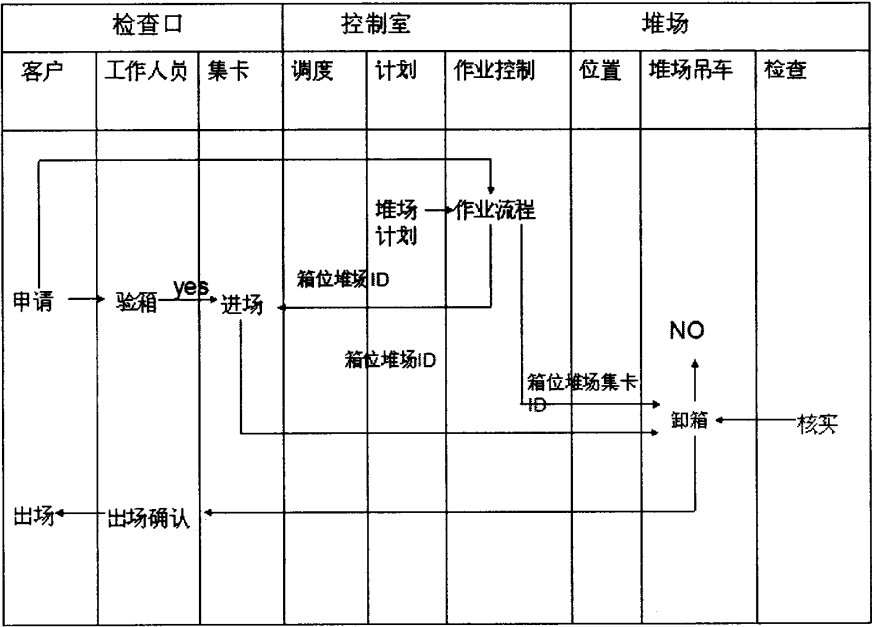 检查口 控制室 堆场
客户 工作人员 集卡 调度 计划 作业控制 位置 堆场吊车 检查
堆场 作业流程
计划
箱位堆场ID
yes
申请 验箱 进场
NO
箱位堆场ID
箱位堆场集卡
ID
卸箱 核实
出场 出场确认